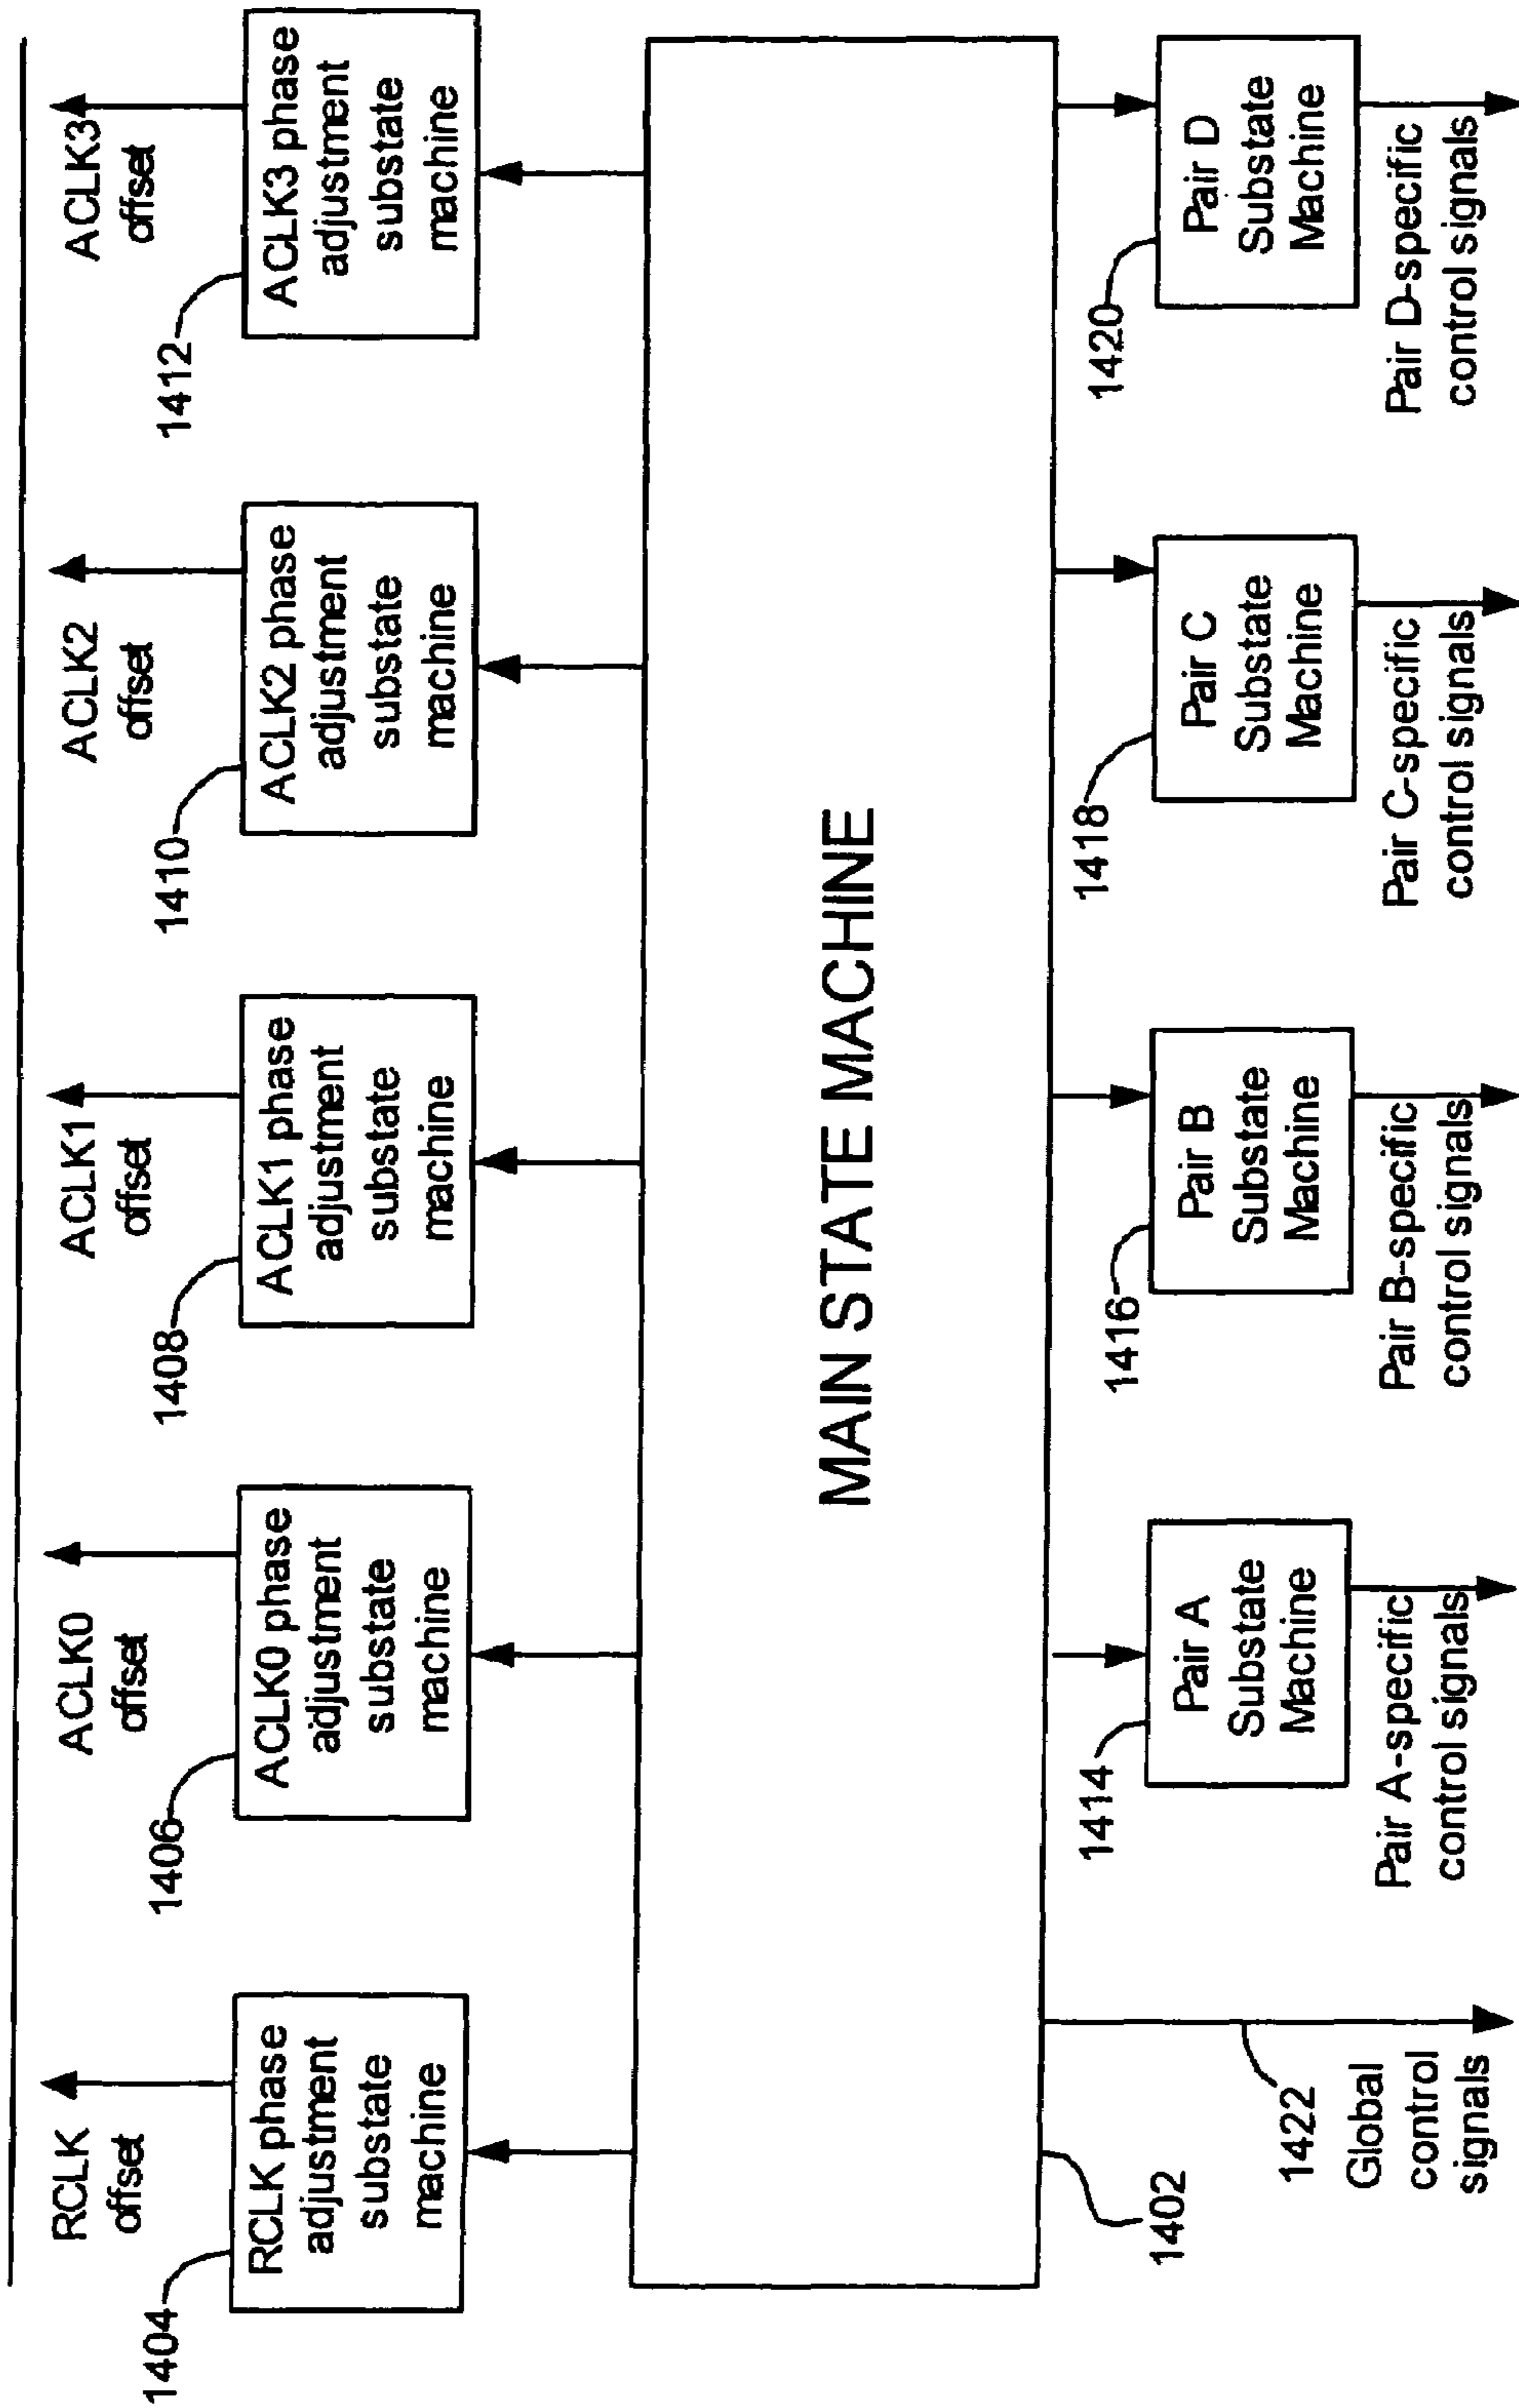 RCLK
offset
ACLK0
offset
ACLK1
offset
ACLK2
offset
ACLK3
offset
1404
RCLK phase
adjustment
substate
machine
1406
ACLK0 phase
adjustment
substate
machine
1408
ACLK1 phase
adjustment
substate
machine
1410
ACLK2 phase
adjustment
substate
machine
1412
ACLK3 phase
adjustment
substate
machine
MAIN STATE MACHINE
1402
1422
Global
control
signals
1414
Pair A
Substate
Machine
Pair A-specific
control signals
1416
Pair B
Substate
Machine
Pair B-specific
control signals
1418
Pair C
Substate
Machine
Pair C-specific
control signals
1420
Pair D
Substate
Machine
Pair D-specific
control signals